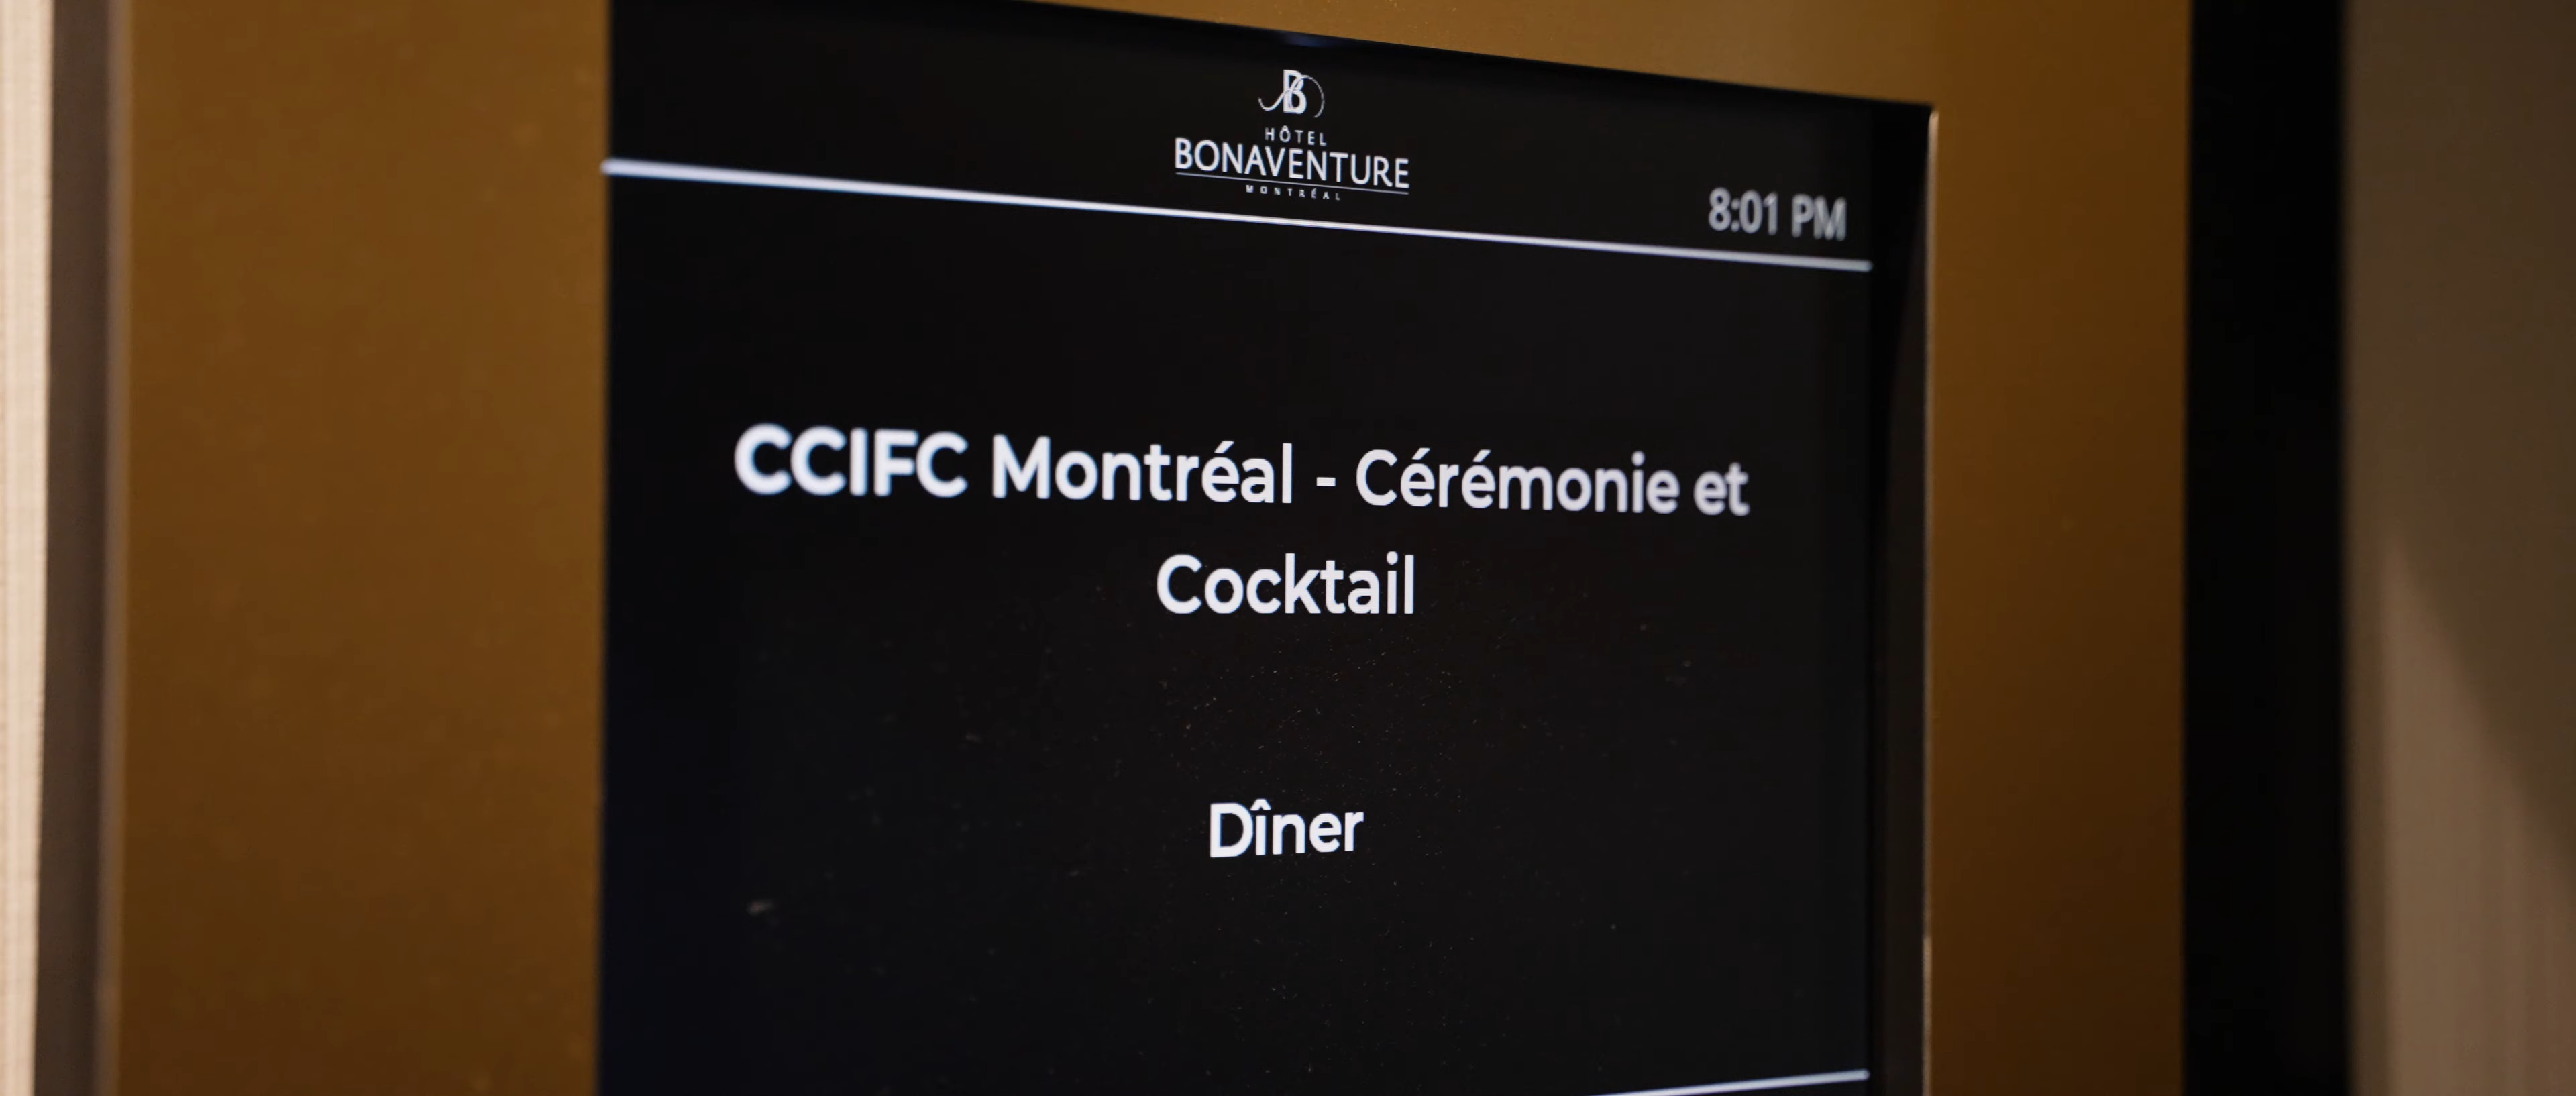 B
HÔTEL
BONAVENTURE
MONTRÉAL
8:01 PM
CCIFC Montréal - Cérémonie et
Cocktail
Dîner